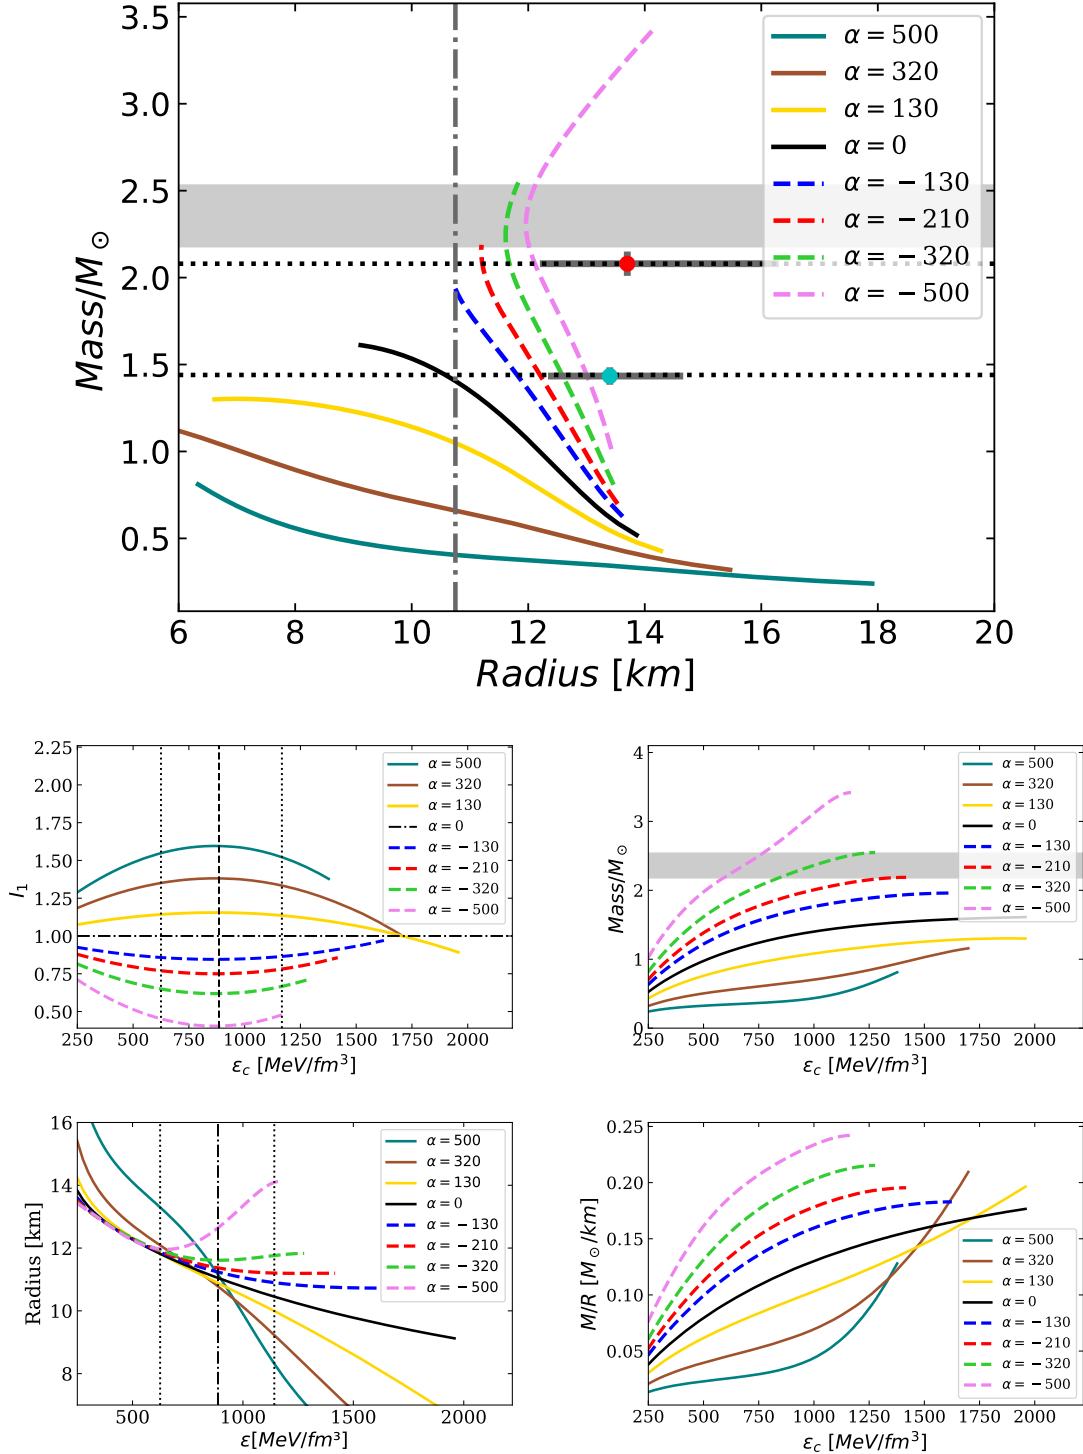 3.5
3.0
2.5
2.0
1.5
1.0
0.5
Mass/M⊙
6 8 10 12 14 16 18 20
Radius [km]
α = 500
α = 320
α = 130
α = 0
α = −130
α = −210
α = −320
α = −500
2.25
2.00
1.75
1.50
1.25
1.00
0.75
0.50
I₁
250 500 750 1000 1250 1500 1750 2000
ε_c [MeV/fm³]
α = 500
α = 320
α = 130
α = 0
α = −130
α = −210
α = −320
α = −500
4
3
2
1
0
Mass/M⊙
250 500 750 1000 1250 1500 1750 2000
ε_c [MeV/fm³]
α = 500
α = 320
α = 130
α = 0
α = −130
α = −210
α = −320
α = −500
16
14
12
10
8
Radius [km]
500 1000 1500 2000
ε[MeV/fm³]
α = 500
α = 320
α = 130
α = 0
α = −130
α = −210
α = −320
α = −500
0.25
0.20
0.15
0.10
0.05
M/R [M⊙/km]
250 500 750 1000 1250 1500 1750 2000
ε_c [MeV/fm³]
α = 500
α = 320
α = 130
α = 0
α = −130
α = −210
α = −320
α = −500